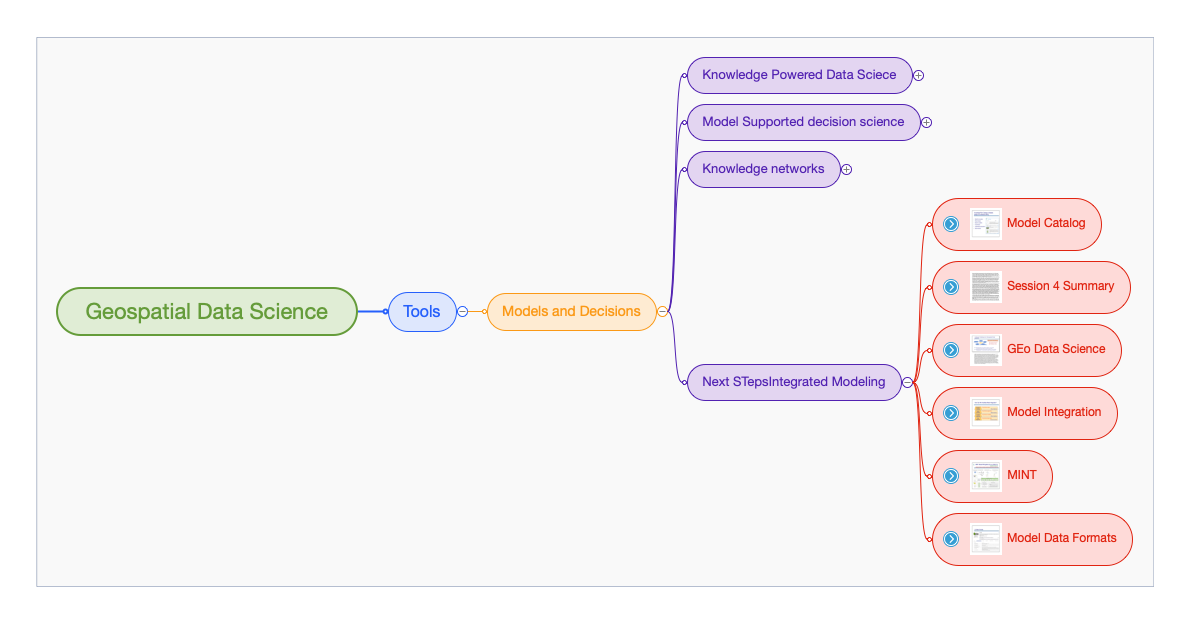 Knowledge Powered Data Sciece
Model Supported decision science
Knowledge networks
Model Catalog
Session 4 Summary
Geospatial Data Science
Tools
Models and Decisions
GEo Data Science
Next STepsIntegrated Modeling
Model Integration
MINT
Model Data Formats